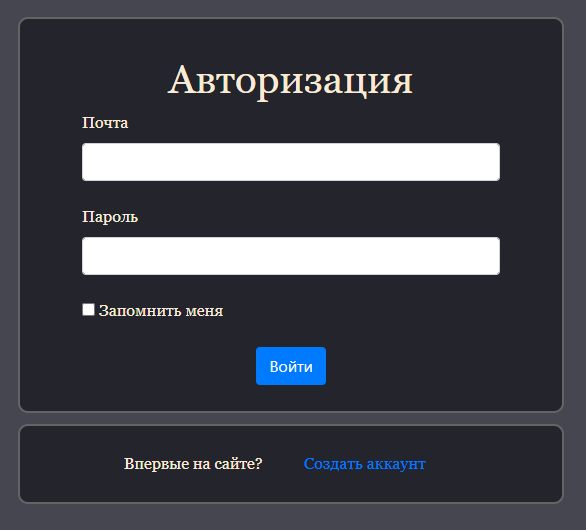 Авторизация
Почта
Пароль
Запомнить меня
Войти
Впервые на сайте? Создать аккаунт